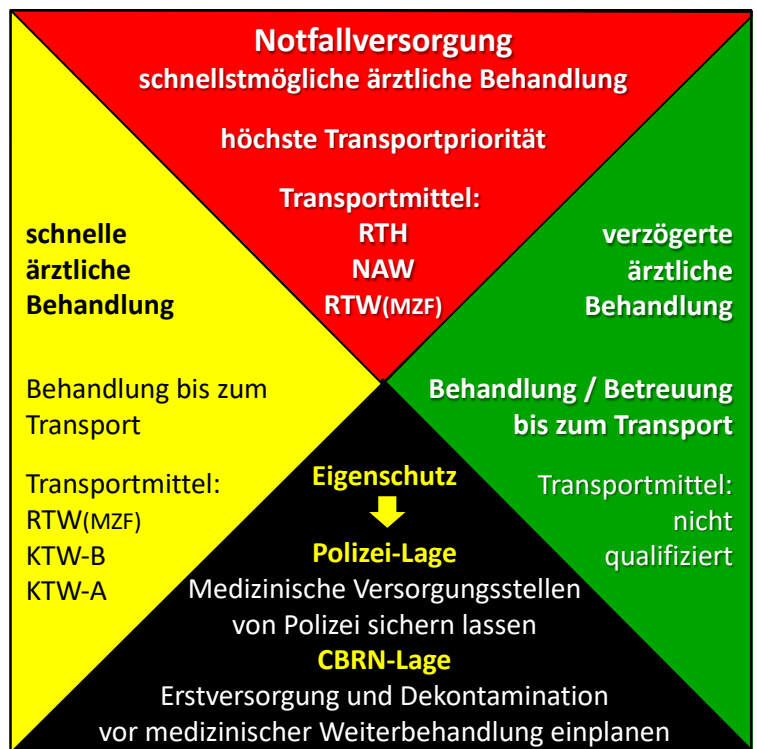 Notfallversorgung
schnellstmögliche ärztliche Behandlung
höchste Transportpriorität
Transportmittel:
RTH
NAW
RTW(MZF)
schnelle
ärztliche
Behandlung
Behandlung bis zum
Transport
Transportmittel:
RTW(MZF)
KTW-B
KTW-A
verzögerte
ärztliche
Behandlung
Behandlung / Betreuung
bis zum Transport
Transportmittel:
nicht
qualifiziert
Eigenschutz
Polizei-Lage
Medizinische Versorgungsstellen
von Polizei sichern lassen
CBRN-Lage
Erstversorgung und Dekontamination
vor medizinischer Weiterbehandlung einplanen